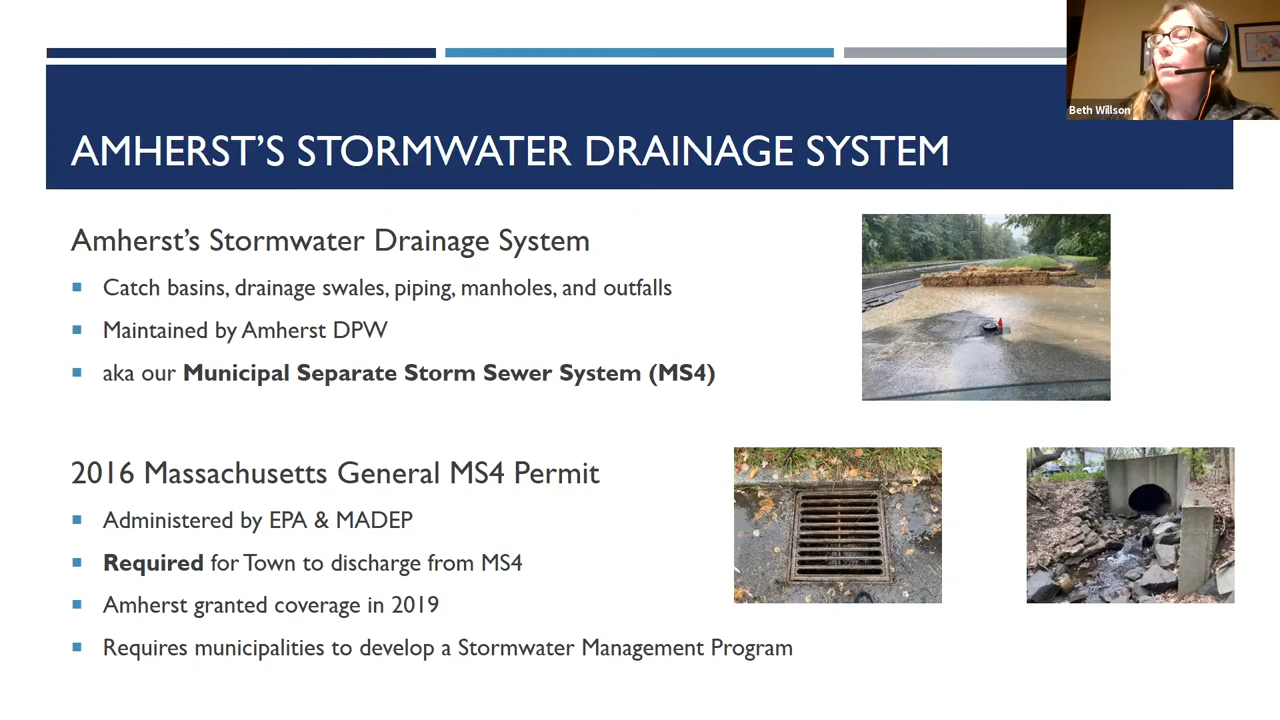 Beth Willson
AMHERST'S STORMWATER DRAINAGE SYSTEM
Amherst's Stormwater Drainage System
Catch basins, drainage swales, piping, manholes, and outfalls
Maintained by Amherst DPW
aka our Municipal Separate Storm Sewer System (MS4)
2016 Massachusetts General MS4 Permit
Administered by EPA & MADEP
Required for Town to discharge from MS4
Amherst granted coverage in 2019
Requires municipalities to develop a Stormwater Management Program